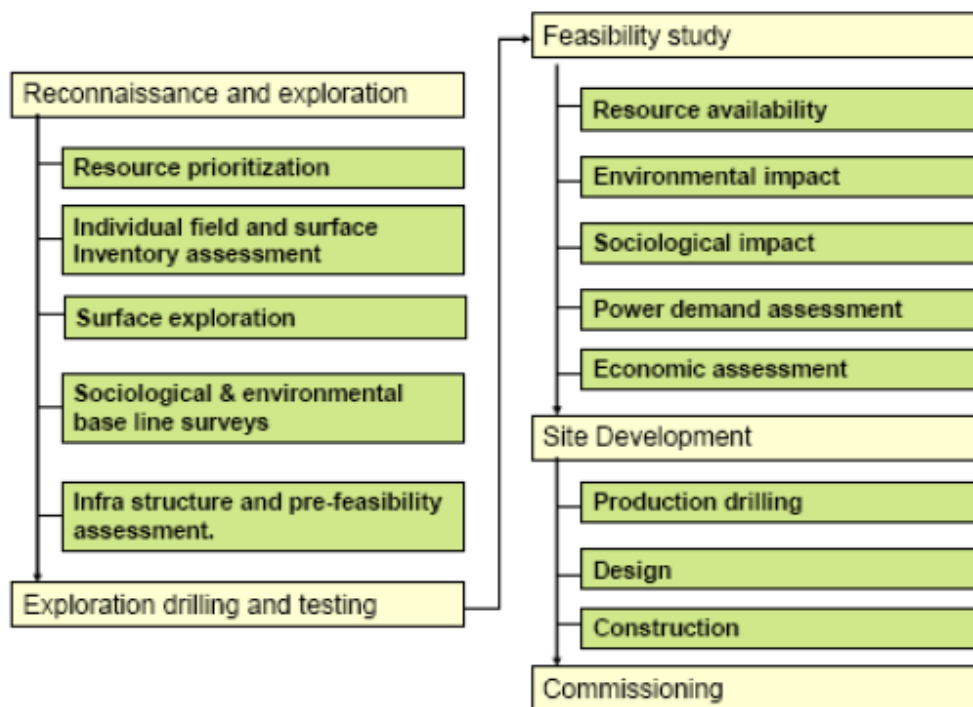 Reconnaissance and exploration
Resource prioritization
Individual field and surface
Inventory assessment
Surface exploration
Sociological & environmental
base line surveys
Infra structure and pre-feasibility
assessment.
Exploration drilling and testing
Feasibility study
Resource availability
Environmental impact
Sociological impact
Power demand assessment
Economic assessment
Site Development
Production drilling
Design
Construction
Commissioning